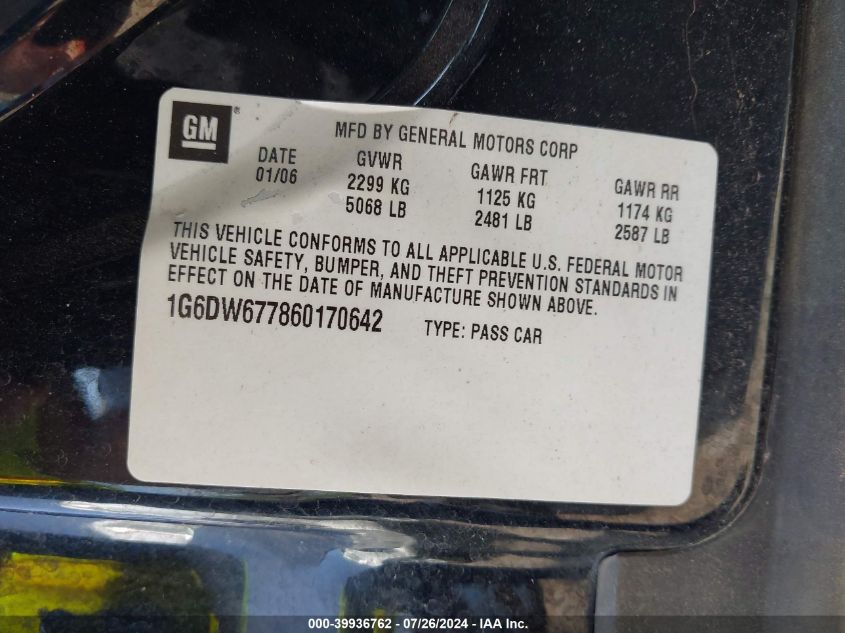 GM®
MFD BY GENERAL MOTORS CORP
DATE GVWR GAWR FRT GAWR RR
01/06 2299 KG 1125 KG 1174 KG
5068 LB 2481 LB 2587 LB
THIS VEHICLE CONFORMS TO ALL APPLICABLE U.S. FEDERAL MOTOR
VEHICLE SAFETY, BUMPER, AND THEFT PREVENTION STANDARDS IN
EFFECT ON THE DATE OF MANUFACTURE SHOWN ABOVE.
1G6DW677860170642 TYPE: PASS CAR
000-39936762 - 07/26/2024 - IAA Inc.